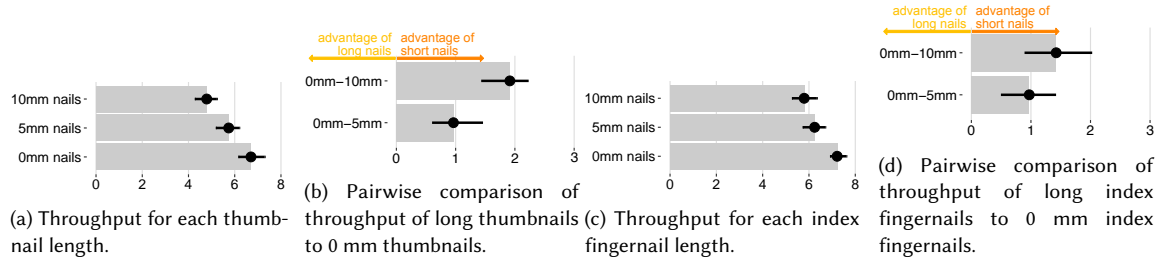 10mm nails
5mm nails
0mm nails
0 2 4 6 8
(a) Throughput for each thumb-
nail length.
advantage of advantage of
long nails short nails
0mm−10mm
0mm−5mm
0 1 2 3
(b) Pairwise comparison of
throughput of long thumbnails
to 0 mm thumbnails.
10mm nails
5mm nails
0mm nails
0 2 4 6 8
(c) Throughput for each index
fingernail length.
advantage of advantage of
long nails short nails
0mm−10mm
0mm−5mm
0 1 2 3
(d) Pairwise comparison of
throughput of long index
fingernails to 0 mm index
fingernails.